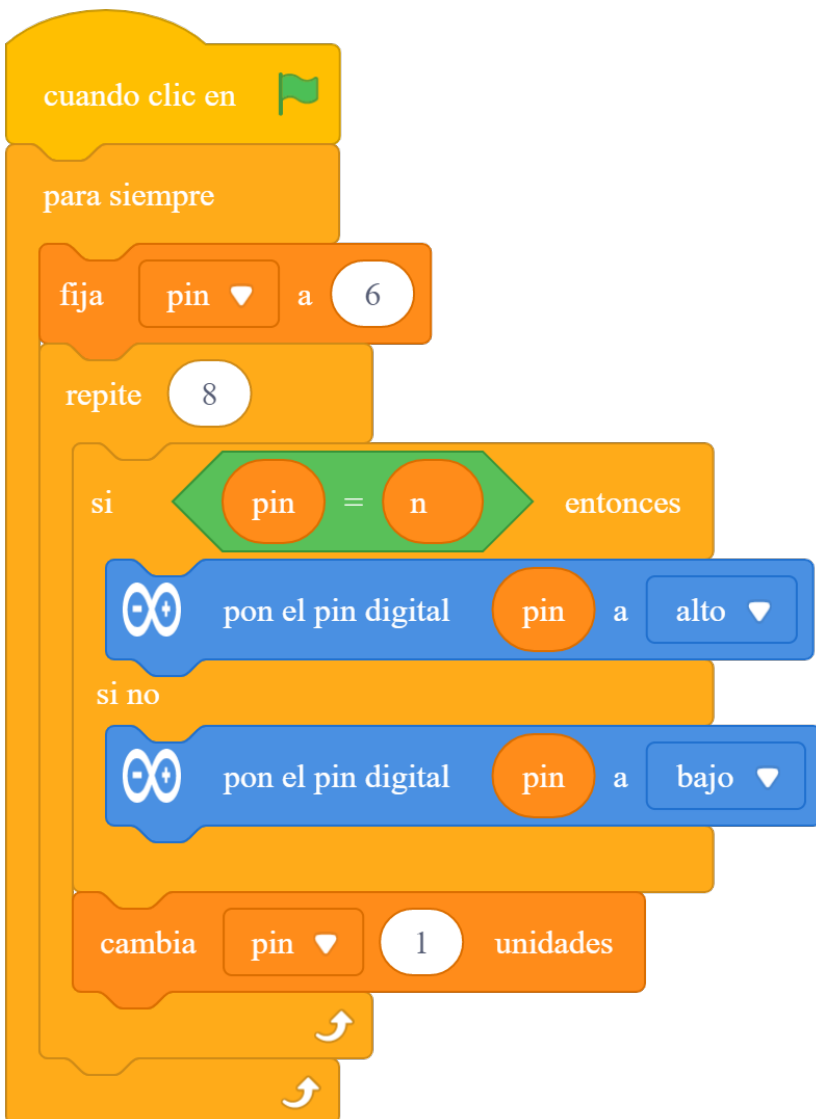 cuando clic en
para siempre
fija pin a 6
repite 8
si pin = n entonces
pon el pin digital pin a alto
si no
pon el pin digital pin a bajo
cambia pin 1 unidades